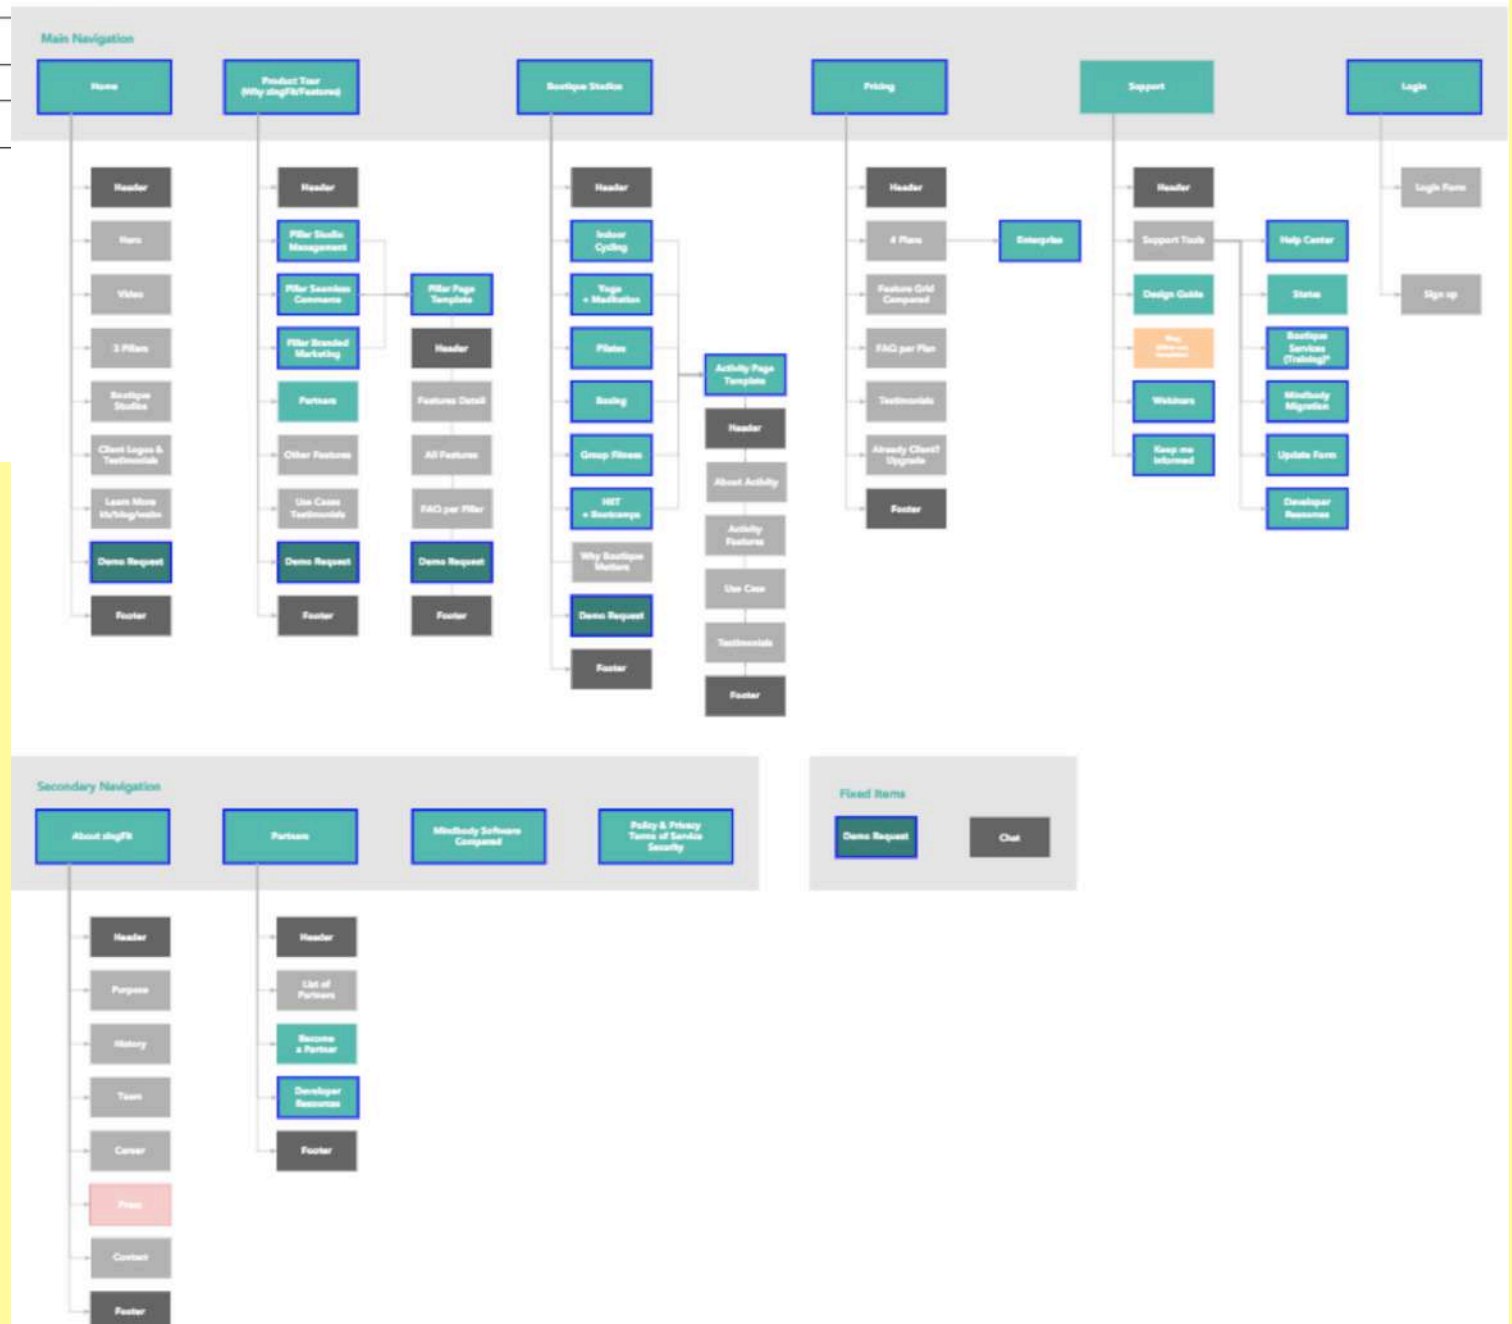 Main Navigation
Home
Product Tour
(Why zingFit/Features)
Boutique Studios
Pricing
Support
Login
Header
Hero
Video
3 Pillars
Boutique
Studios
Client Logos &
Testimonials
Learn More
Demo Request
Footer
Header
Pillar Studio
Management
Pillar Seamless
Commerce
Pillar Branded
Marketing
Partners
Other Features
Use Cases
Testimonials
Demo Request
Footer
Pillar Page
Template
Header
Features Detail
All Features
FAQ per Pillar
Demo Request
Footer
Header
Indoor
Cycling
Yoga
+ Meditation
Pilates
Boxing
Group Fitness
HIIT
+ Bootcamps
Why Boutique
Matters
Demo Request
Footer
Activity Page
Template
Header
About Activity
Activity
Features
Use Case
Testimonials
Footer
Header
4 Plans
Feature Grid
Compared
FAQ per Plan
Testimonials
Already Client?
Upgrade
Footer
Enterprise
Header
Support Tools
Design Guide
Webinars
Keep me
Informed
Help Center
Status
Boutique
Services
(Training)*
Mindbody
Migration
Update Form
Developer
Resources
Login Form
Sign up
Secondary Navigation
About zingFit
Partners
Mindbody Software
Compared
Policy & Privacy
Terms of Service
Security
Fixed Items
Demo Request
Chat
Header
Purpose
History
Team
Career
Press
Contact
Footer
Header
List of
Partners
Become
a Partner
Developer
Resources
Footer